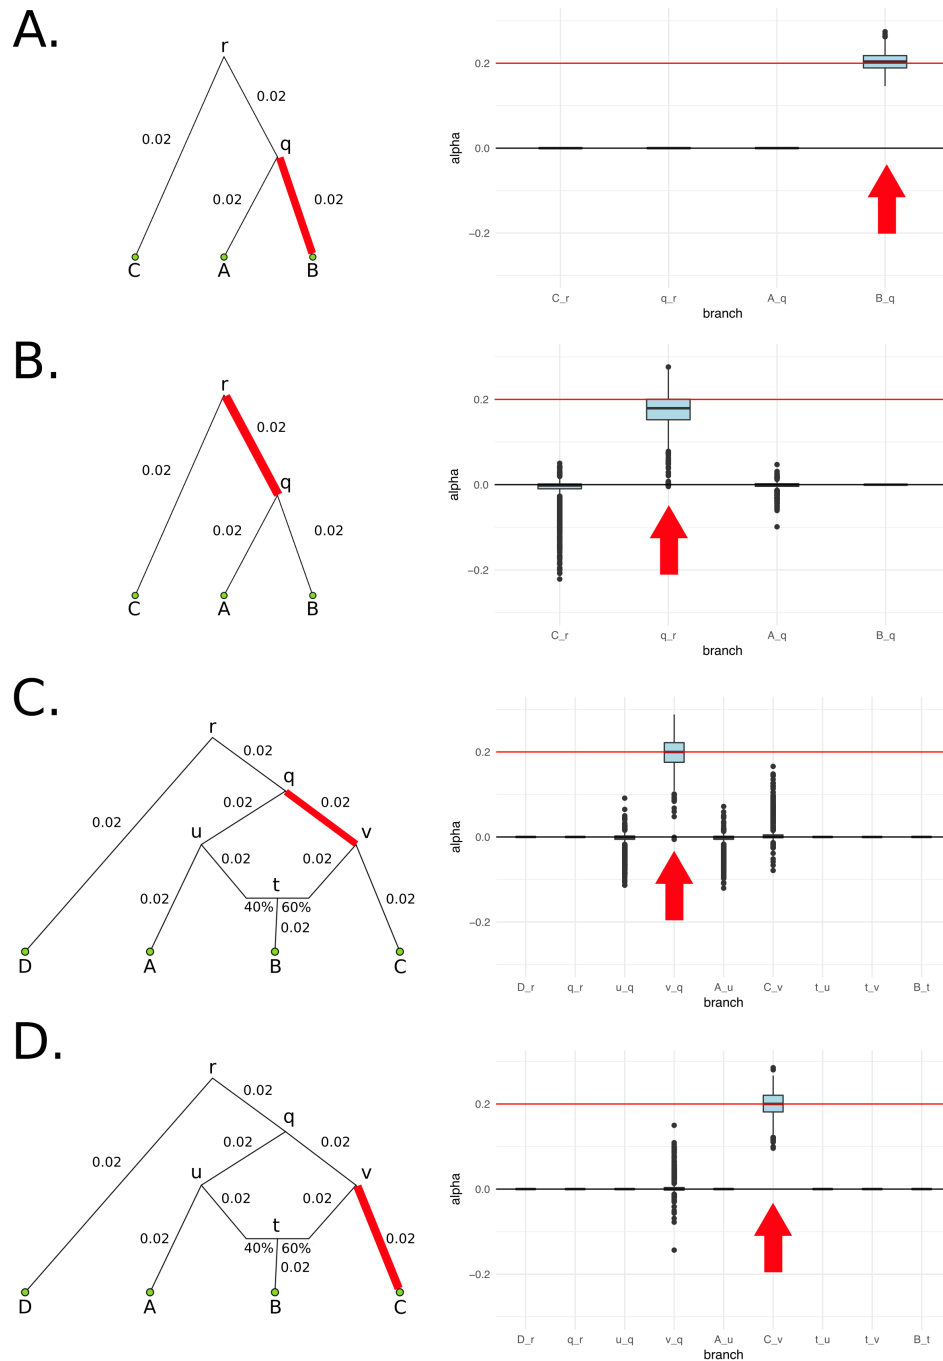 A.
r
0.02
0.02
q
0.02
0.02
C A B
alpha
0.2
0.0
−0.2
C_r q_r A_q B_q
branch
B.
r
0.02
0.02
q
0.02
0.02
C A B
alpha
0.2
0.0
−0.2
C_r q_r A_q B_q
branch
C.
r
0.02
q
0.02
0.02 0.02
u v
0.02 0.02
t
0.02 40% 60%
0.02
D A B C
alpha
0.2
0.0
−0.2
D_r q_r u_q v_q A_u C_v t_u t_v B_t
branch
D.
r
0.02
q
0.02 0.02
0.02
u v
0.02 0.02
t
0.02 40% 60% 0.02
0.02
D A B C
alpha
0.2
0.0
−0.2
D_r q_r u_q v_q A_u C_v t_u t_v B_t
branch